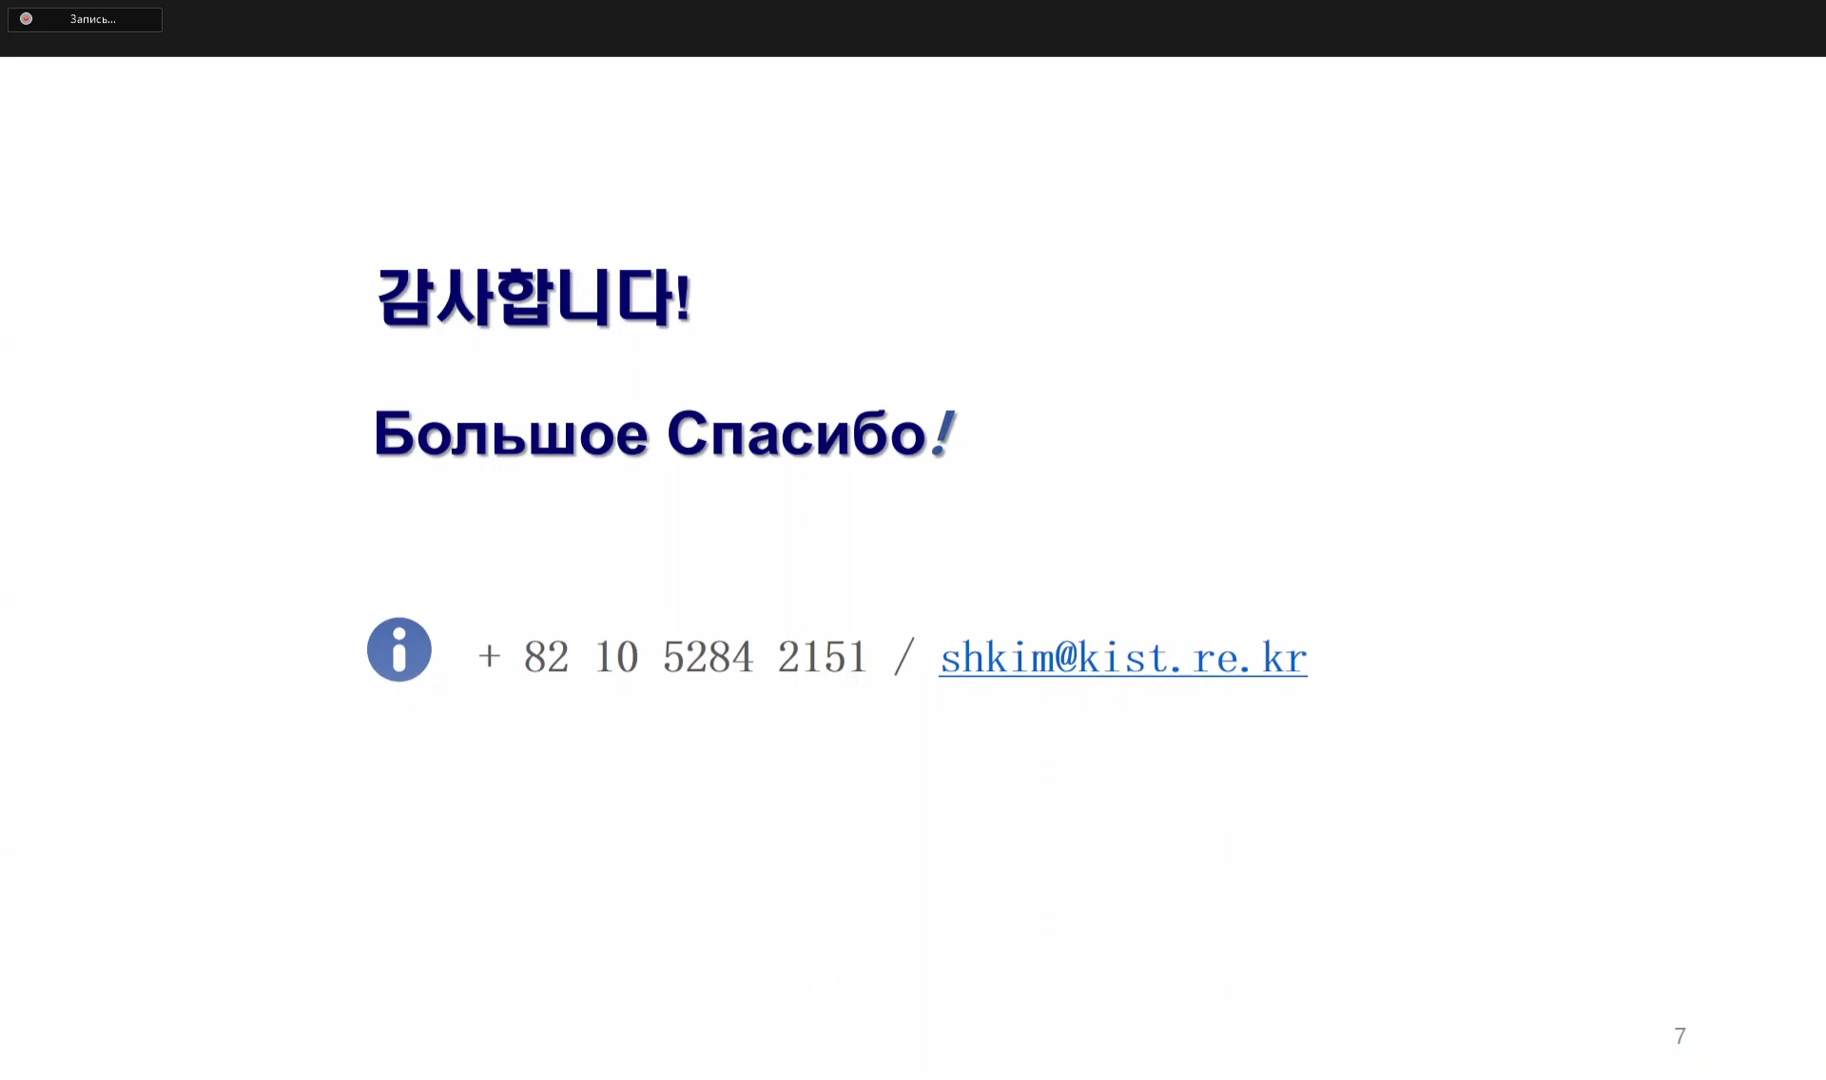 Запись...
감사합니다!
Большое Спасибо!
+ 82 10 5284 2151 / shkim@kist.re.kr
7